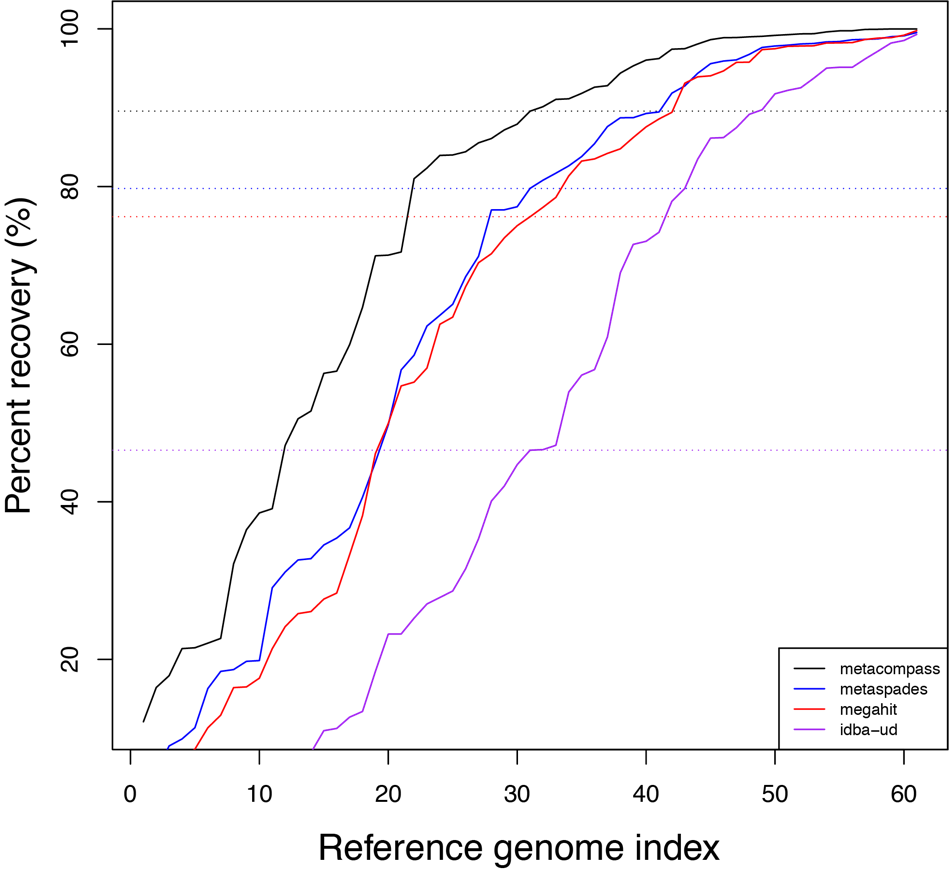 Percent recovery (%)
100
80
60
40
20
0 10 20 30 40 50 60
Reference genome index
metacompass
metaspades
megahit
idba−ud